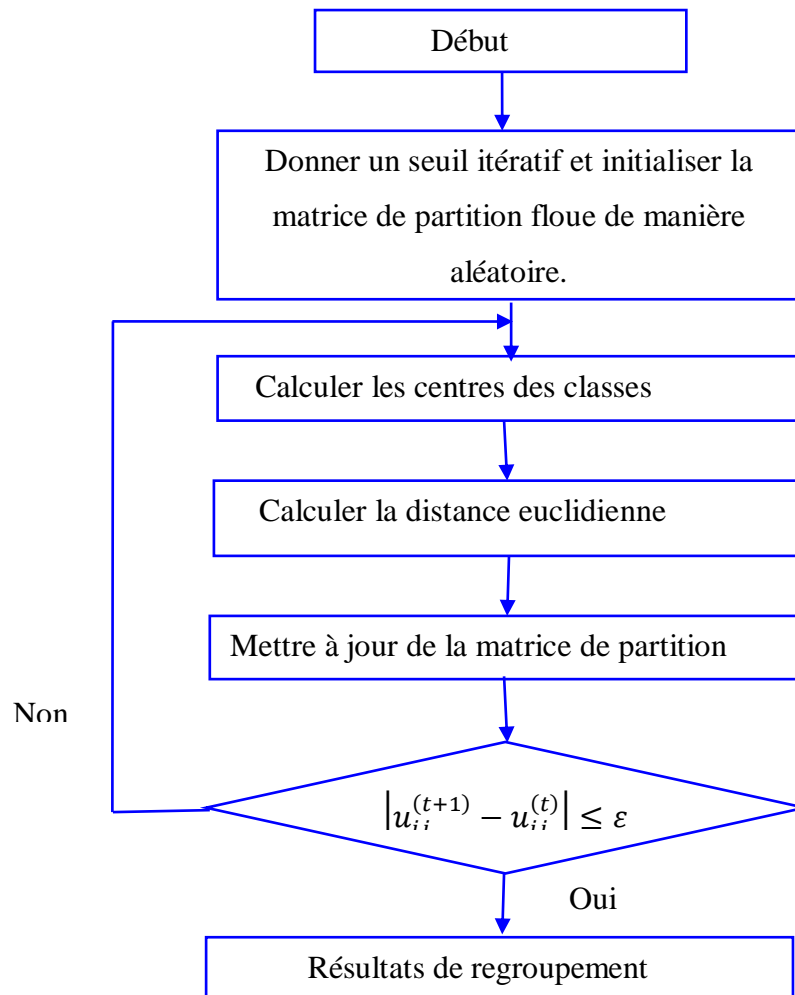 Début
Donner un seuil itératif et initialiser la
matrice de partition floue de manière
aléatoire.
Calculer les centres des classes
Calculer la distance euclidienne
Mettre à jour de la matrice de partition
Non
|u_{ij}^{(t+1)} − u_{ij}^{(t)}| ≤ ε
Oui
Résultats de regroupement